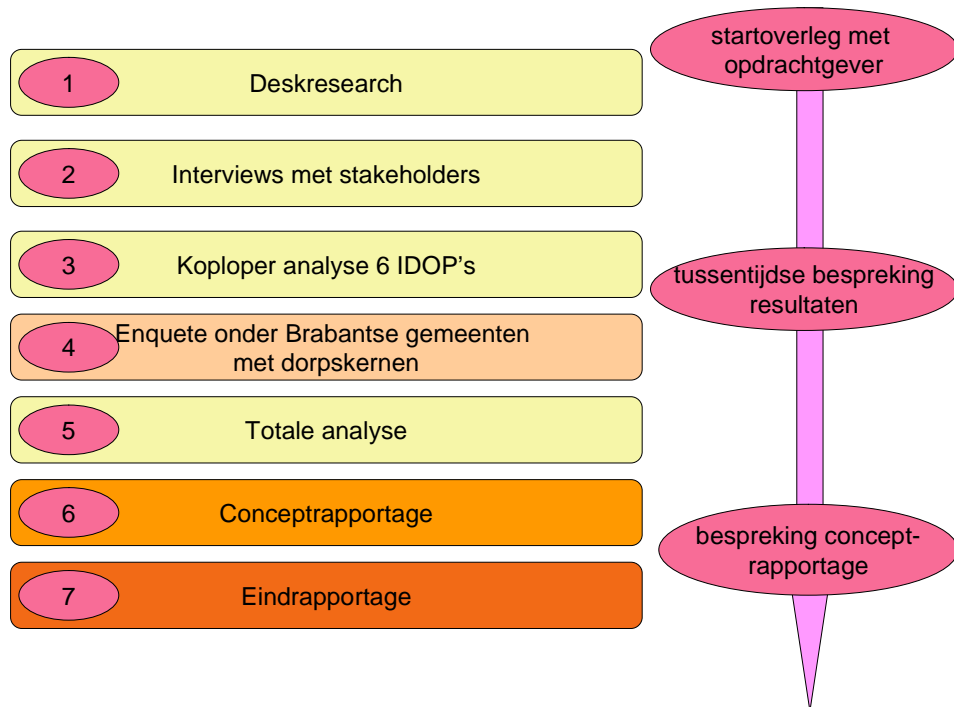 1
Deskresearch
2
Interviews met stakeholders
3
Koploper analyse 6 IDOP's
4
Enquete onder Brabantse gemeenten
met dorpskernen
5
Totale analyse
6
Conceptrapportage
7
Eindrapportage
startoverleg met
opdrachtgever
tussentijdse bespreking
resultaten
bespreking concept-
rapportage